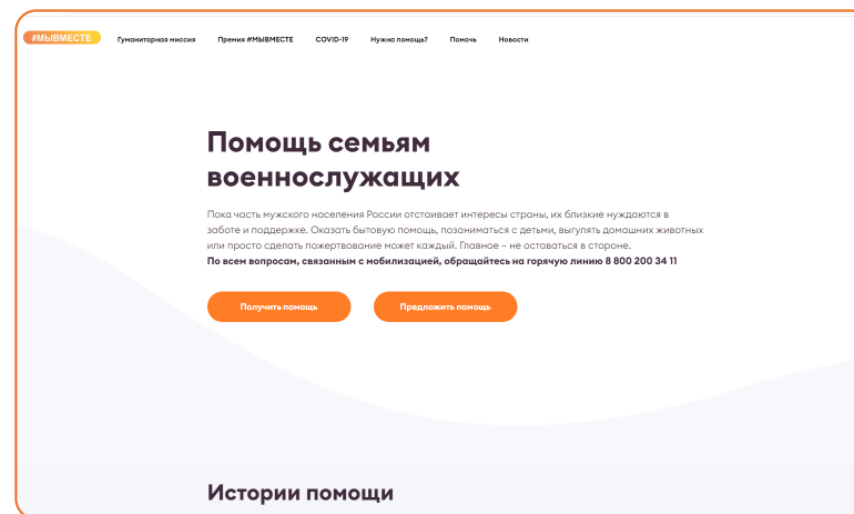 #МЫВМЕСТЕ Гуманитарная миссия Премия #МЫВМЕСТЕ COVID-19 Нужна помощь? Помочь Новости
Помощь семьям
военнослужащих
Пока часть мужского населения России отстаивает интересы страны, их близкие нуждаются в
заботе и поддержке. Оказать бытовую помощь, позаниматься с детьми, выгулять домашних животных
или просто сделать пожертвование может каждый. Главное – не оставаться в стороне.
По всем вопросам, связанным с мобилизацией, обращайтесь на горячую линию 8 800 200 34 11
Получить помощь Предложить помощь
Истории помощи